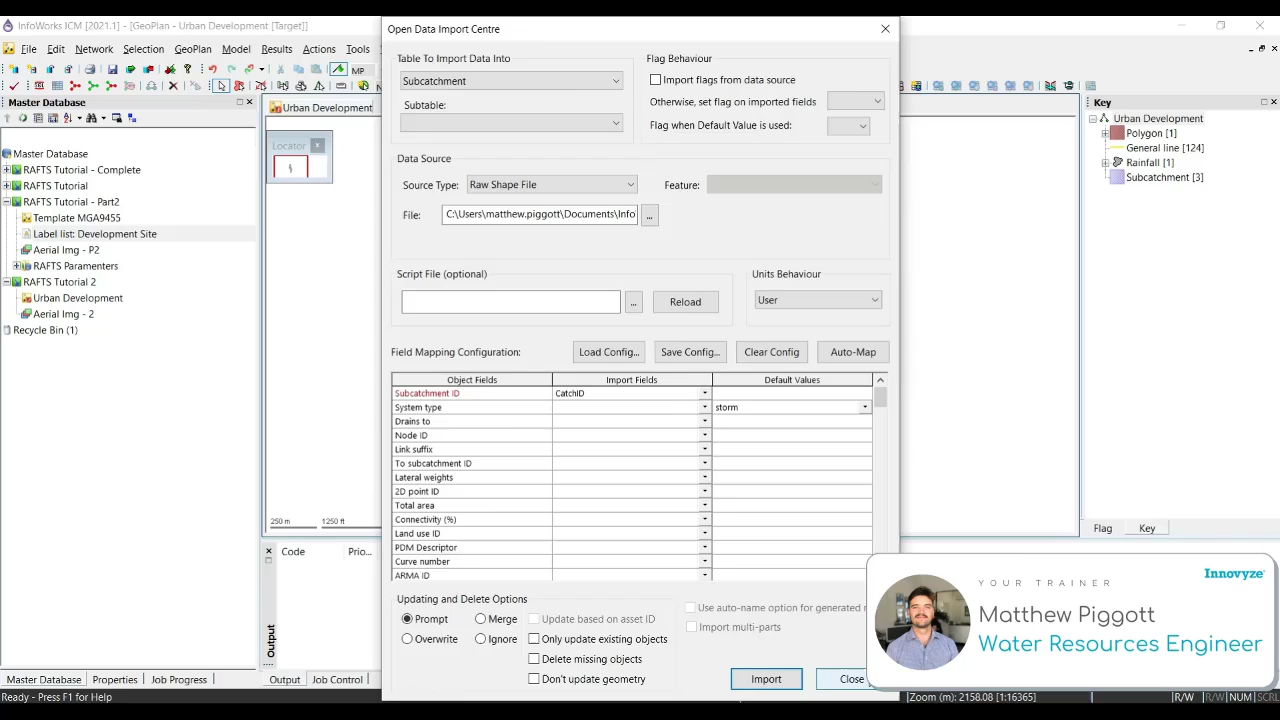 InfoWorks ICM [2021.1] - [GeoPlan - Urban Development [Target]]
File Edit Network Selection GeoPlan Model Results Actions Tools
MP
Master Database
Master Database
RAFTS Tutorial - Complete
RAFTS Tutorial
RAFTS Tutorial - Part2
Template MGA9455
Label list: Development Site
Aerial Img - P2
RAFTS Paramenters
RAFTS Tutorial 2
Urban Development
Aerial Img - 2
Recycle Bin (1)
Master Database Properties Job Progress
Ready - Press F1 for Help
Urban Development
Locator
250 m 1250 ft
Code Prio...
Output
Output Job Control
Open Data Import Centre
Table To Import Data Into
Subcatchment
Subtable:
Flag Behaviour
Import flags from data source
Otherwise, set flag on imported fields
Flag when Default Value is used:
Data Source
Source Type: Raw Shape File Feature:
File: C:\Users\matthew.piggott\Documents\Info ...
Script File (optional)
... Reload
Units Behaviour
User
Field Mapping Configuration: Load Config... Save Config... Clear Config Auto-Map
Object Fields Import Fields Default Values
Subcatchment ID CatchID
System type storm
Drains to
Node ID
Link suffix
To subcatchment ID
Lateral weights
2D point ID
Total area
Connectivity (%)
Land use ID
PDM Descriptor
Curve number
ARMA ID
Updating and Delete Options
Prompt Merge Update based on asset ID
Overwrite Ignore Only update existing objects
Delete missing objects
Don't update geometry
Use auto-name option for generated
Import multi-parts
Import Close
Key
Urban Development
Polygon [1]
General line [124]
Rainfall [1]
Subcatchment [3]
Flag Key
Innovyze
YOUR TRAINER
Matthew Piggott
Water Resources Engineer
Zoom (m): 2158.08 [1:16365] R/W R/W NUM SCRL